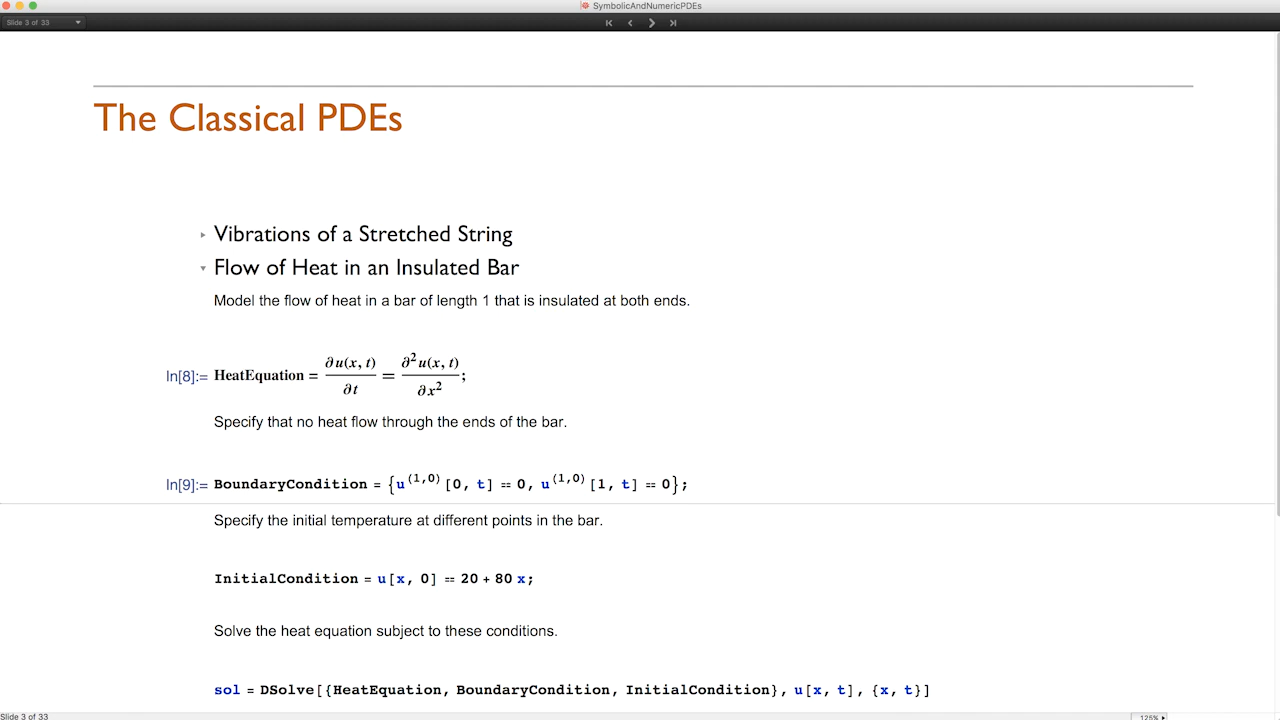 SymbolicAndNumericPDEs
Slide 3 of 33
The Classical PDEs
Vibrations of a Stretched String
Flow of Heat in an Insulated Bar
Model the flow of heat in a bar of length 1 that is insulated at both ends.
In[8]:= HeatEquation = ∂u(x, t)/∂t = ∂²u(x, t)/∂x²;
Specify that no heat flow through the ends of the bar.
In[9]:= BoundaryCondition = {u^(1,0)[0, t] == 0, u^(1,0)[1, t] == 0};
Specify the initial temperature at different points in the bar.
InitialCondition = u[x, 0] == 20 + 80 x;
Solve the heat equation subject to these conditions.
sol = DSolve[{HeatEquation, BoundaryCondition, InitialCondition}, u[x, t], {x, t}]
Slide 3 of 33
125%